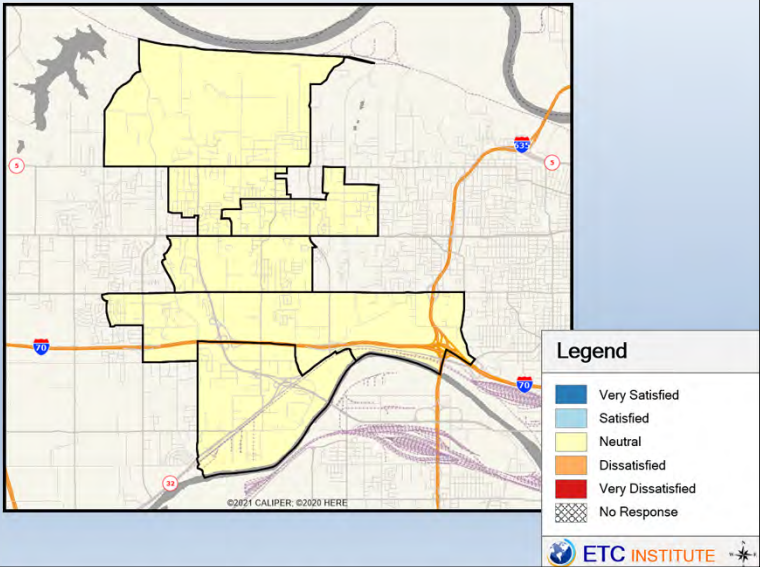 635
5
5
70
70
32
©2021 CALIPER; ©2020 HERE
Legend
Very Satisfied
Satisfied
Neutral
Dissatisfied
Very Dissatisfied
No Response
ETC INSTITUTE
N
W
E
S